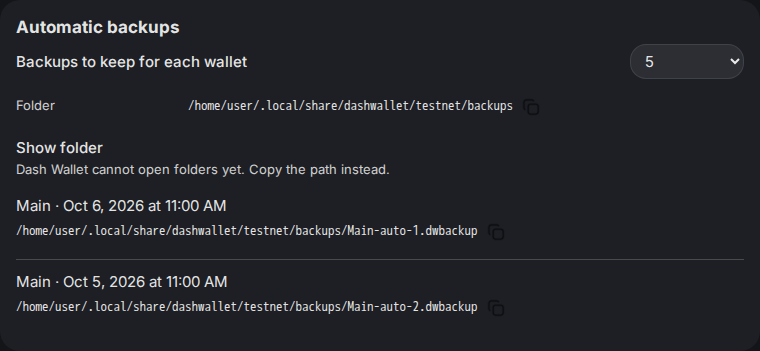 Automatic backups
Backups to keep for each wallet 5
Folder /home/user/.local/share/dashwallet/testnet/backups
Show folder
Dash Wallet cannot open folders yet. Copy the path instead.
Main · Oct 6, 2026 at 11:00 AM
/home/user/.local/share/dashwallet/testnet/backups/Main-auto-1.dwbackup
Main · Oct 5, 2026 at 11:00 AM
/home/user/.local/share/dashwallet/testnet/backups/Main-auto-2.dwbackup